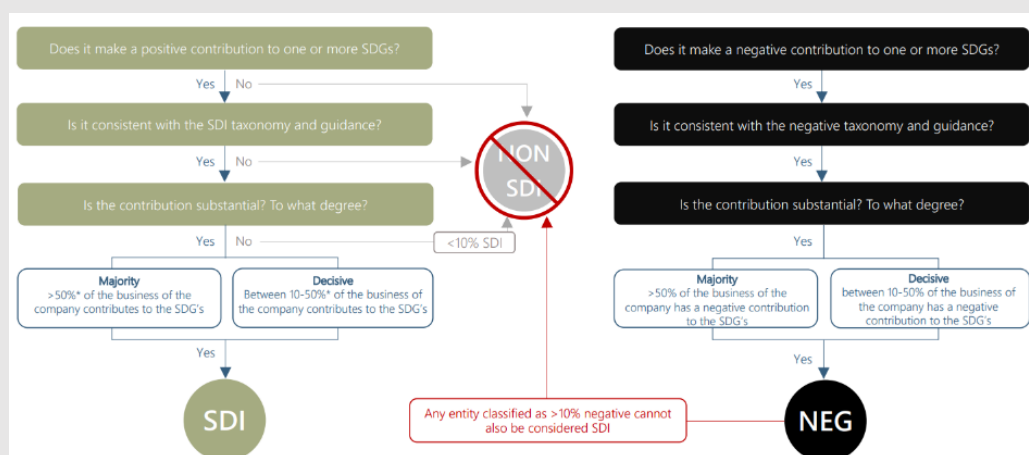 Does it make a positive contribution to one or more SDGs?
Yes
No
Is it consistent with the SDI taxonomy and guidance?
Yes
No
Is the contribution substantial? To what degree?
Yes
No
<10% SDI
Majority
>50%* of the business of the
company contributes to the SDG's
Decisive
Between 10-50%* of the business of
the company contributes to the SDG's
Yes
SDI
NON
SDI
Does it make a negative contribution to one or more SDGs?
Yes
Is it consistent with the negative taxonomy and guidance?
Yes
Is the contribution substantial? To what degree?
Yes
Majority
>50% of the business of the
company has a negative contribution
to the SDG's
Decisive
between 10-50% of the business of
the company has a negative
contribution to the SDG's
Yes
NEG
Any entity classified as >10% negative cannot
also be considered SDI